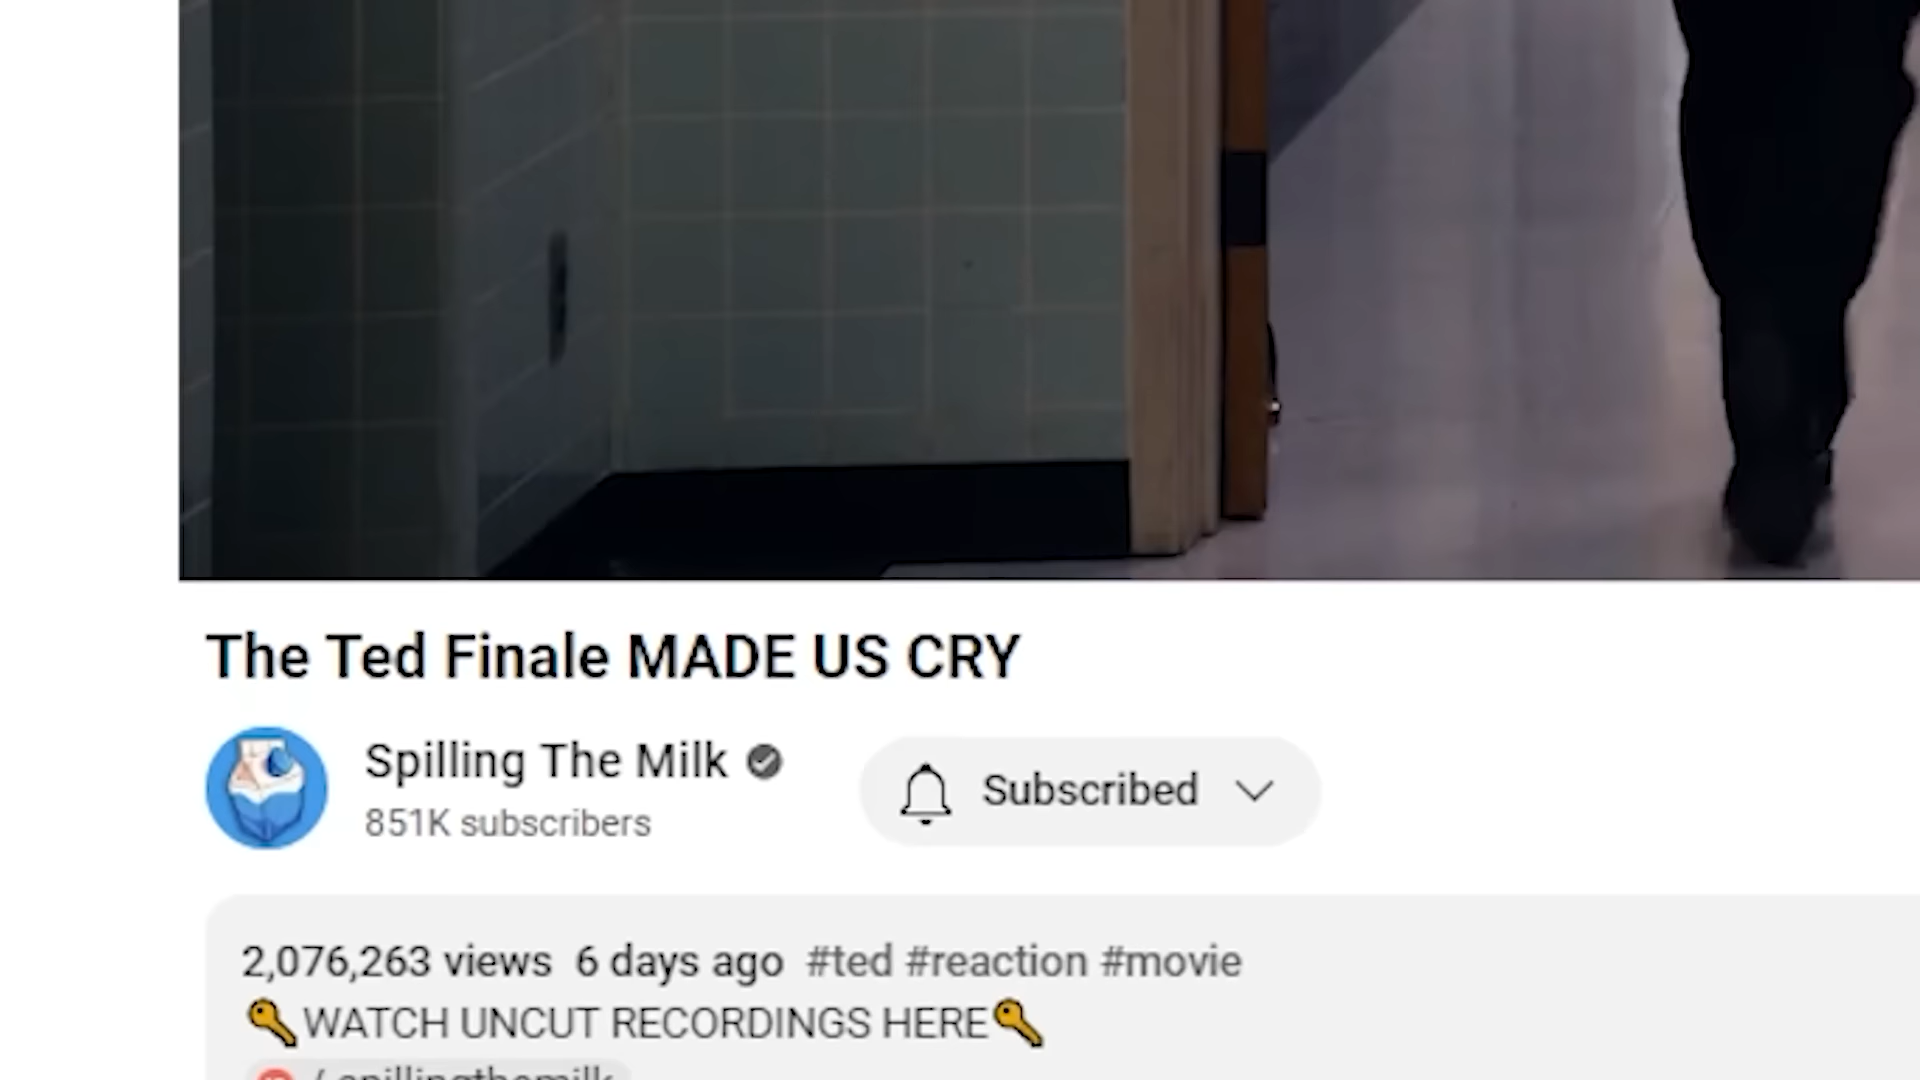 The Ted Finale MADE US CRY
Spilling The Milk
851K subscribers
Subscribed
2,076,263 views 6 days ago #ted #reaction #movie
🔑WATCH UNCUT RECORDINGS HERE🔑
/ spillingthemilk